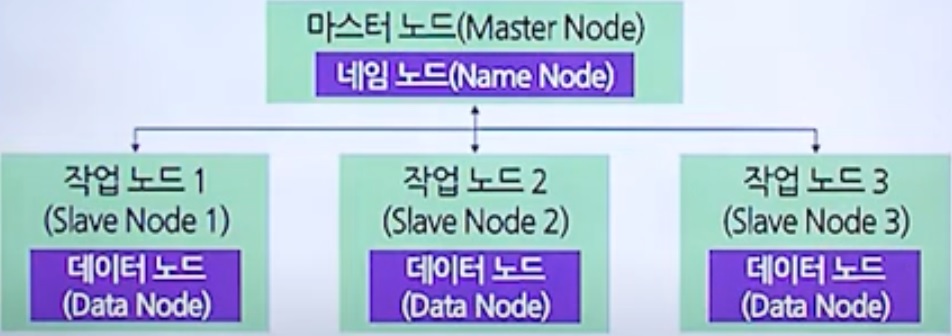 마스터 노드(Master Node)
네임 노드(Name Node)
작업 노드 1
(Slave Node 1)
데이터 노드
(Data Node)
작업 노드 2
(Slave Node 2)
데이터 노드
(Data Node)
작업 노드 3
(Slave Node 3)
데이터 노드
(Data Node)